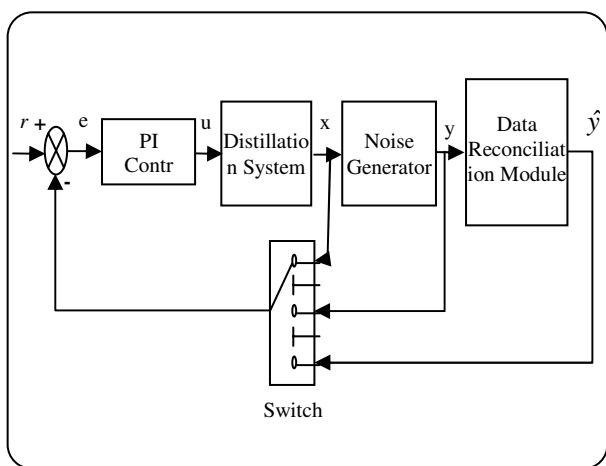 r +
e
u
x
y
ŷ
-
PI
Contr
Distillatio
n System
Noise
Generator
Data
Reconciliat
ion Module
Switch